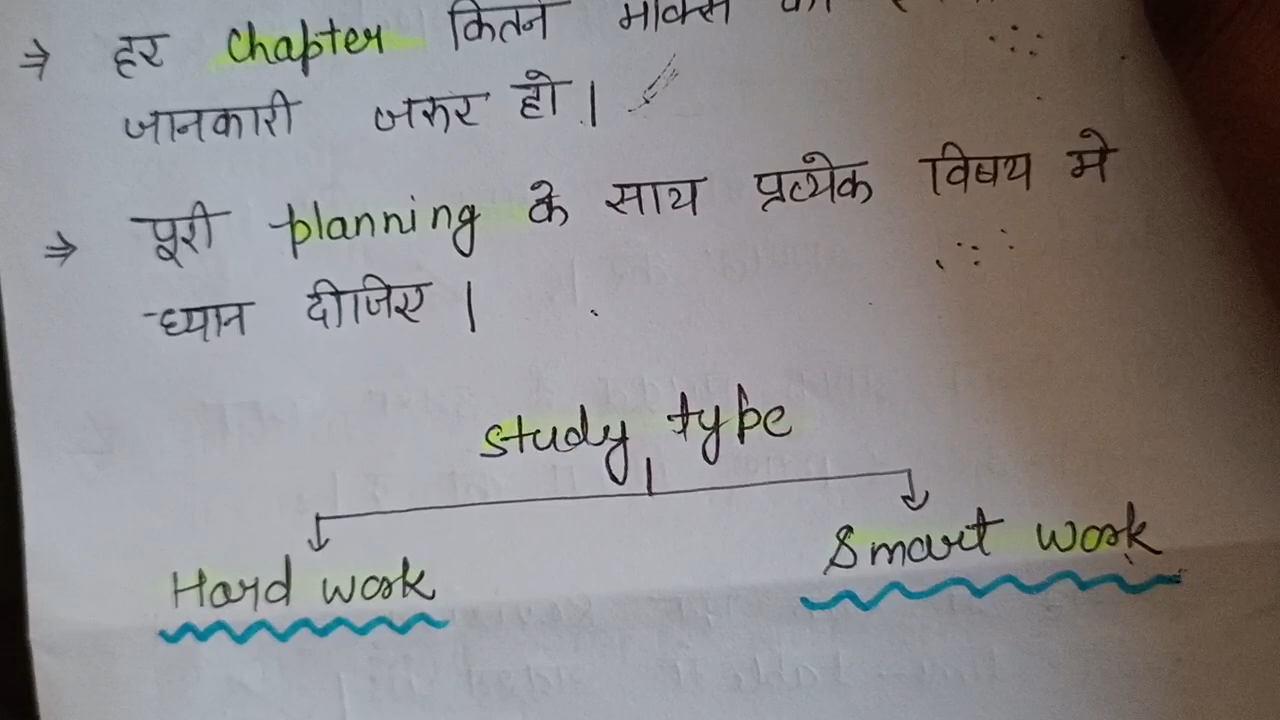 ⇒ हर Chapter कितने मार्क्स का
जानकारी जरूर हो।
⇒ पूरी planning के साथ प्रत्येक विषय मे
ध्यान दीजिए।
study type
Hard work
Smart work